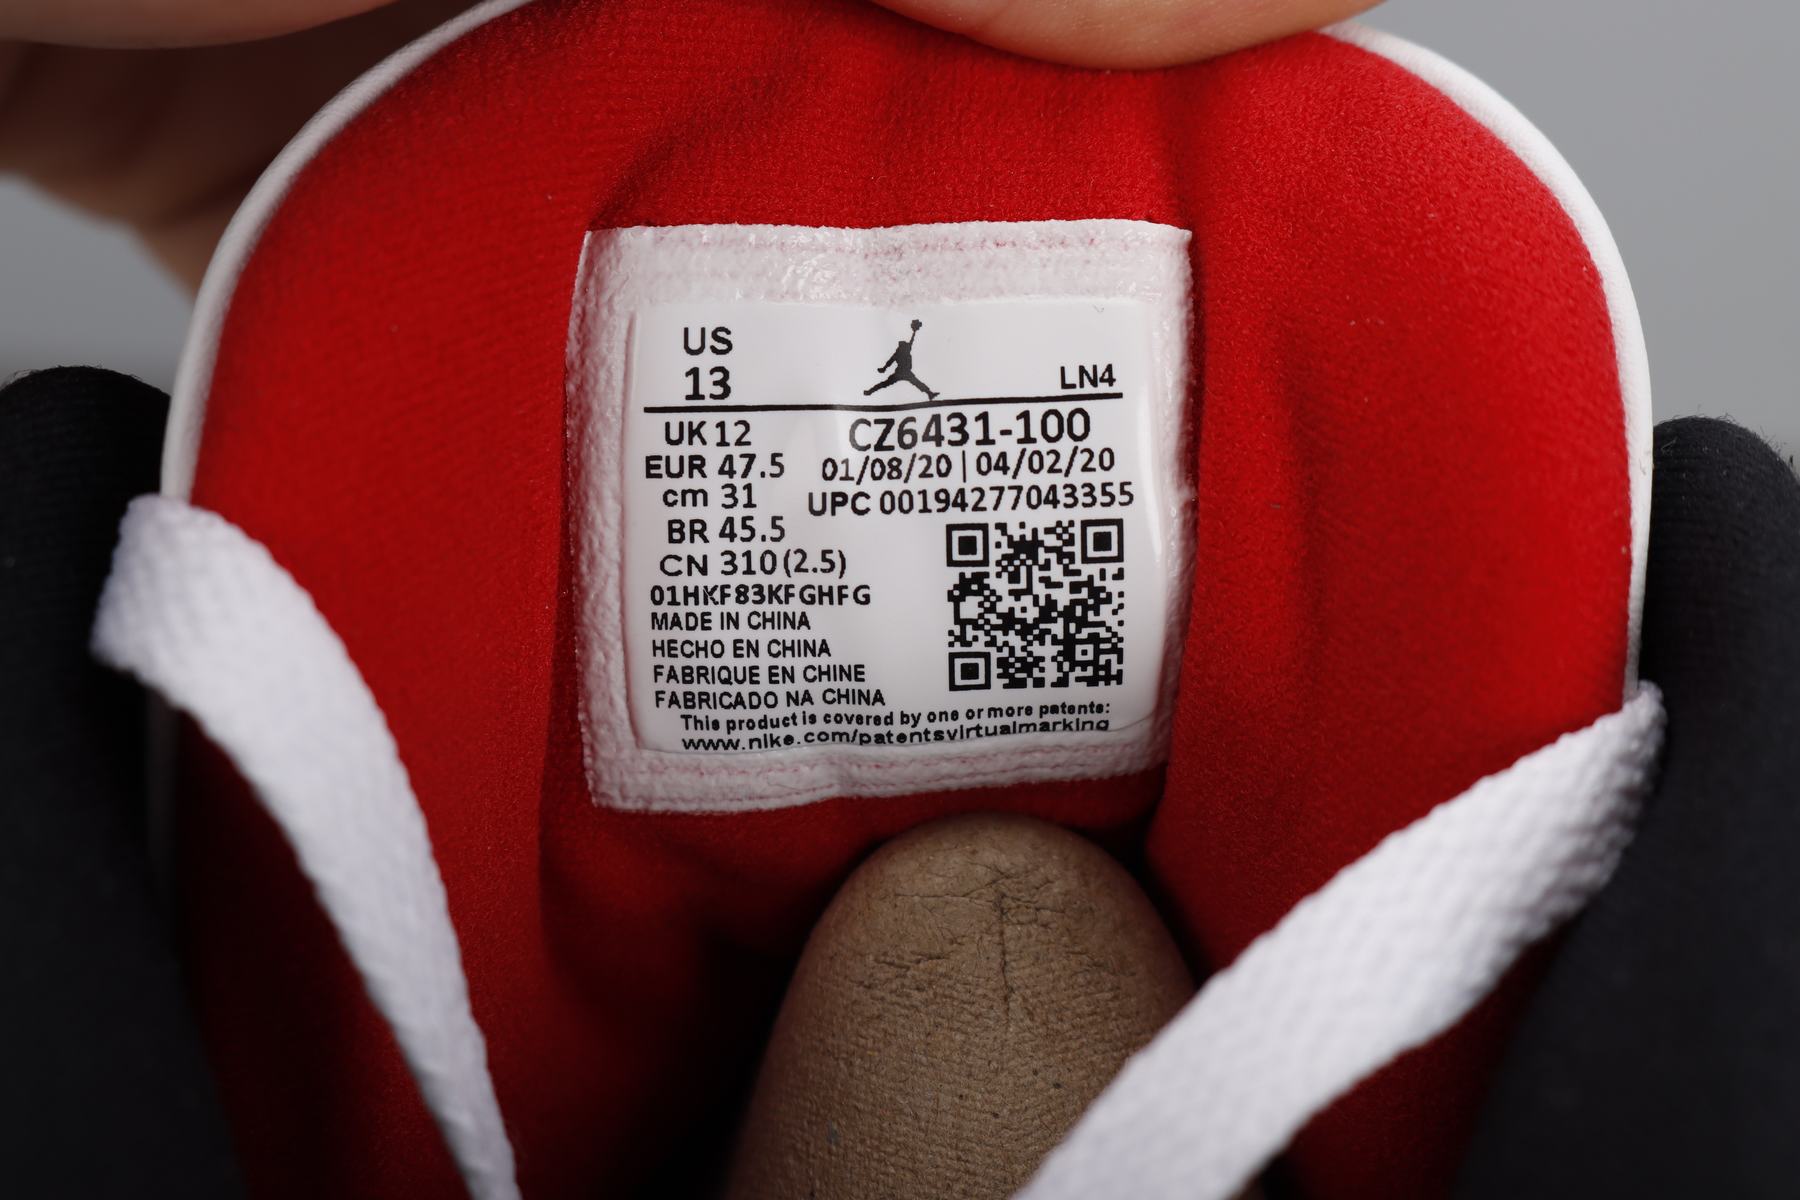 US
13
LN4
UK 12
CZ6431-100
EUR 47.5
01/08/20 | 04/02/20
cm 31
UPC 00194277043355
BR 45.5
CN 310 (2.5)
01HKF83KFGHFG
MADE IN CHINA
HECHO EN CHINA
FABRIQUE EN CHINE
FABRICADO NA CHINA
This product is covered by one or more patents:
www.nike.com/patentsvirtualmarking